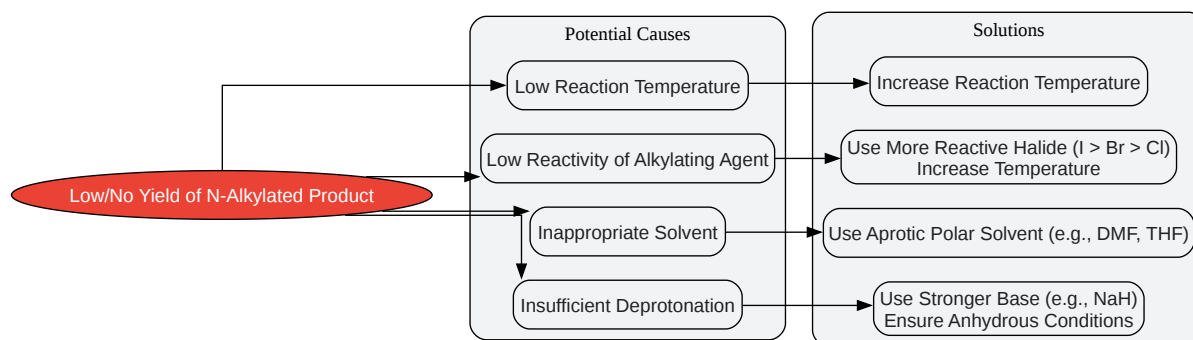 Potential Causes
Solutions
Low Reaction Temperature
Increase Reaction Temperature
Low Reactivity of Alkylating Agent
Use More Reactive Halide (I > Br > Cl)
Increase Temperature
Low/No Yield of N-Alkylated Product
Inappropriate Solvent
Use Aprotic Polar Solvent (e.g., DMF, THF)
Insufficient Deprotonation
Use Stronger Base (e.g., NaH)
Ensure Anhydrous Conditions